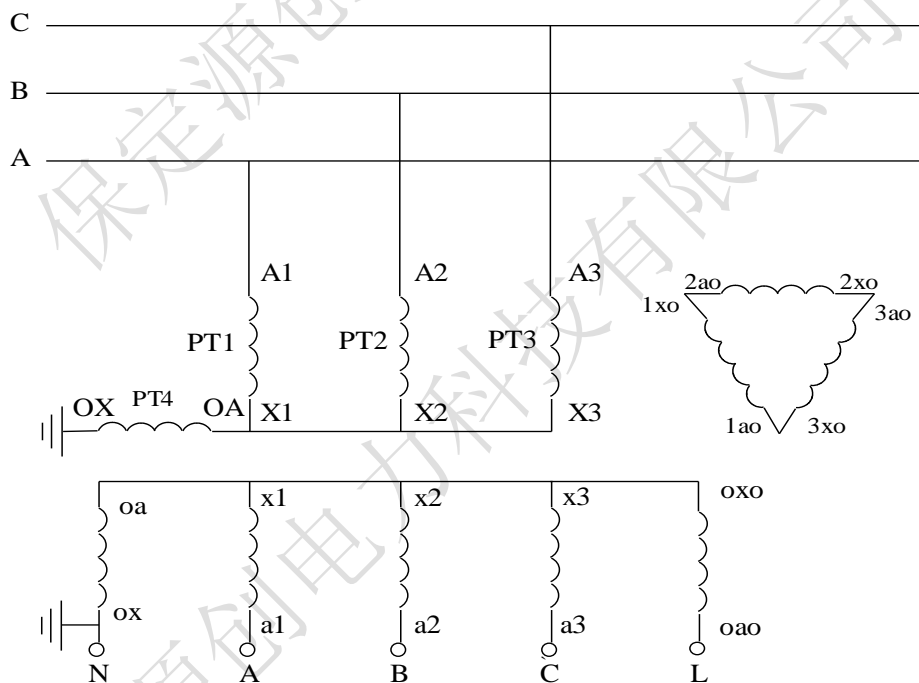 C
B
A
A1 A2 A3
PT1 PT2 PT3
OX PT4 OA X1 X2 X3
2ao 2xo
1xo 3ao
1ao 3xo
oa x1 x2 x3 oxo
ox a1 a2 a3 oao
N A B C L
保定源创
源创电力科技有限公司